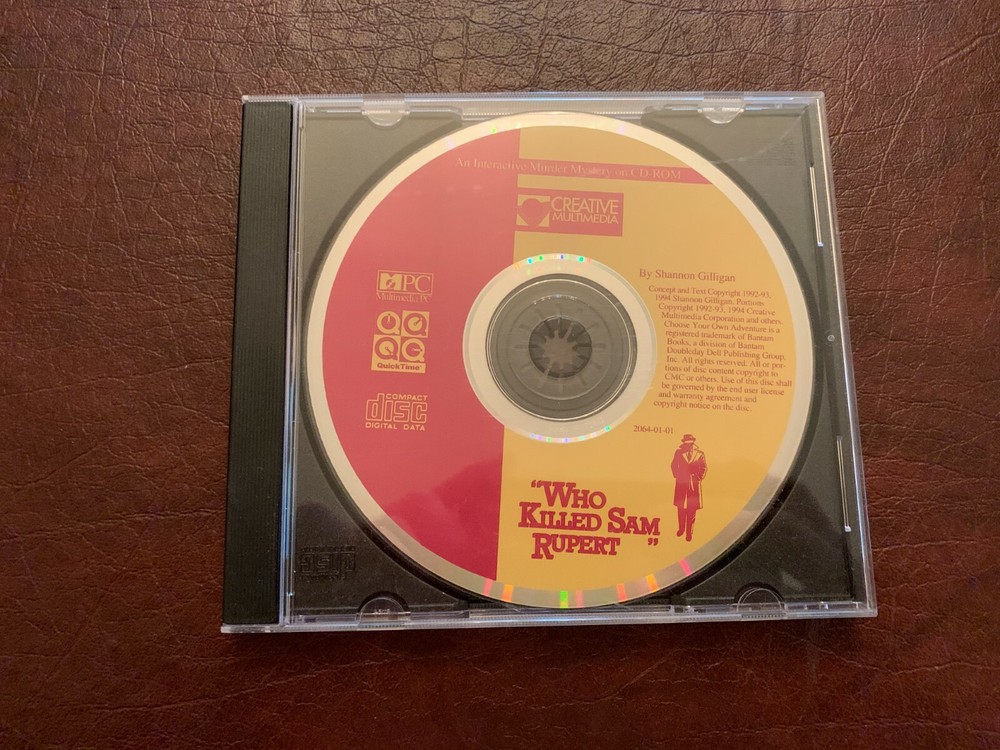 An Interactive Murder Mystery on CD-ROM
CREATIVE
MULTIMEDIA
MPC
Multimedia PC
QuickTime
COMPACT
disc
DIGITAL DATA
By Shannon Gilligan
Concept and Text Copyright 1992-93,
1994 Shannon Gilligan. Portions
Copyright 1992-93, 1994 Creative
Multimedia Corporation and others.
Choose Your Own Adventure is a
registered trademark of Bantam
Books, a division of Bantam
Doubleday Dell Publishing Group,
Inc. All rights reserved. All or por-
tions of disc content copyright to
CMC or others. Use of this disc shall
be governed by the end user license
and warranty agreement and
copyright notice on the disc.
2064-01-01
"WHO
KILLED SAM
RUPERT "